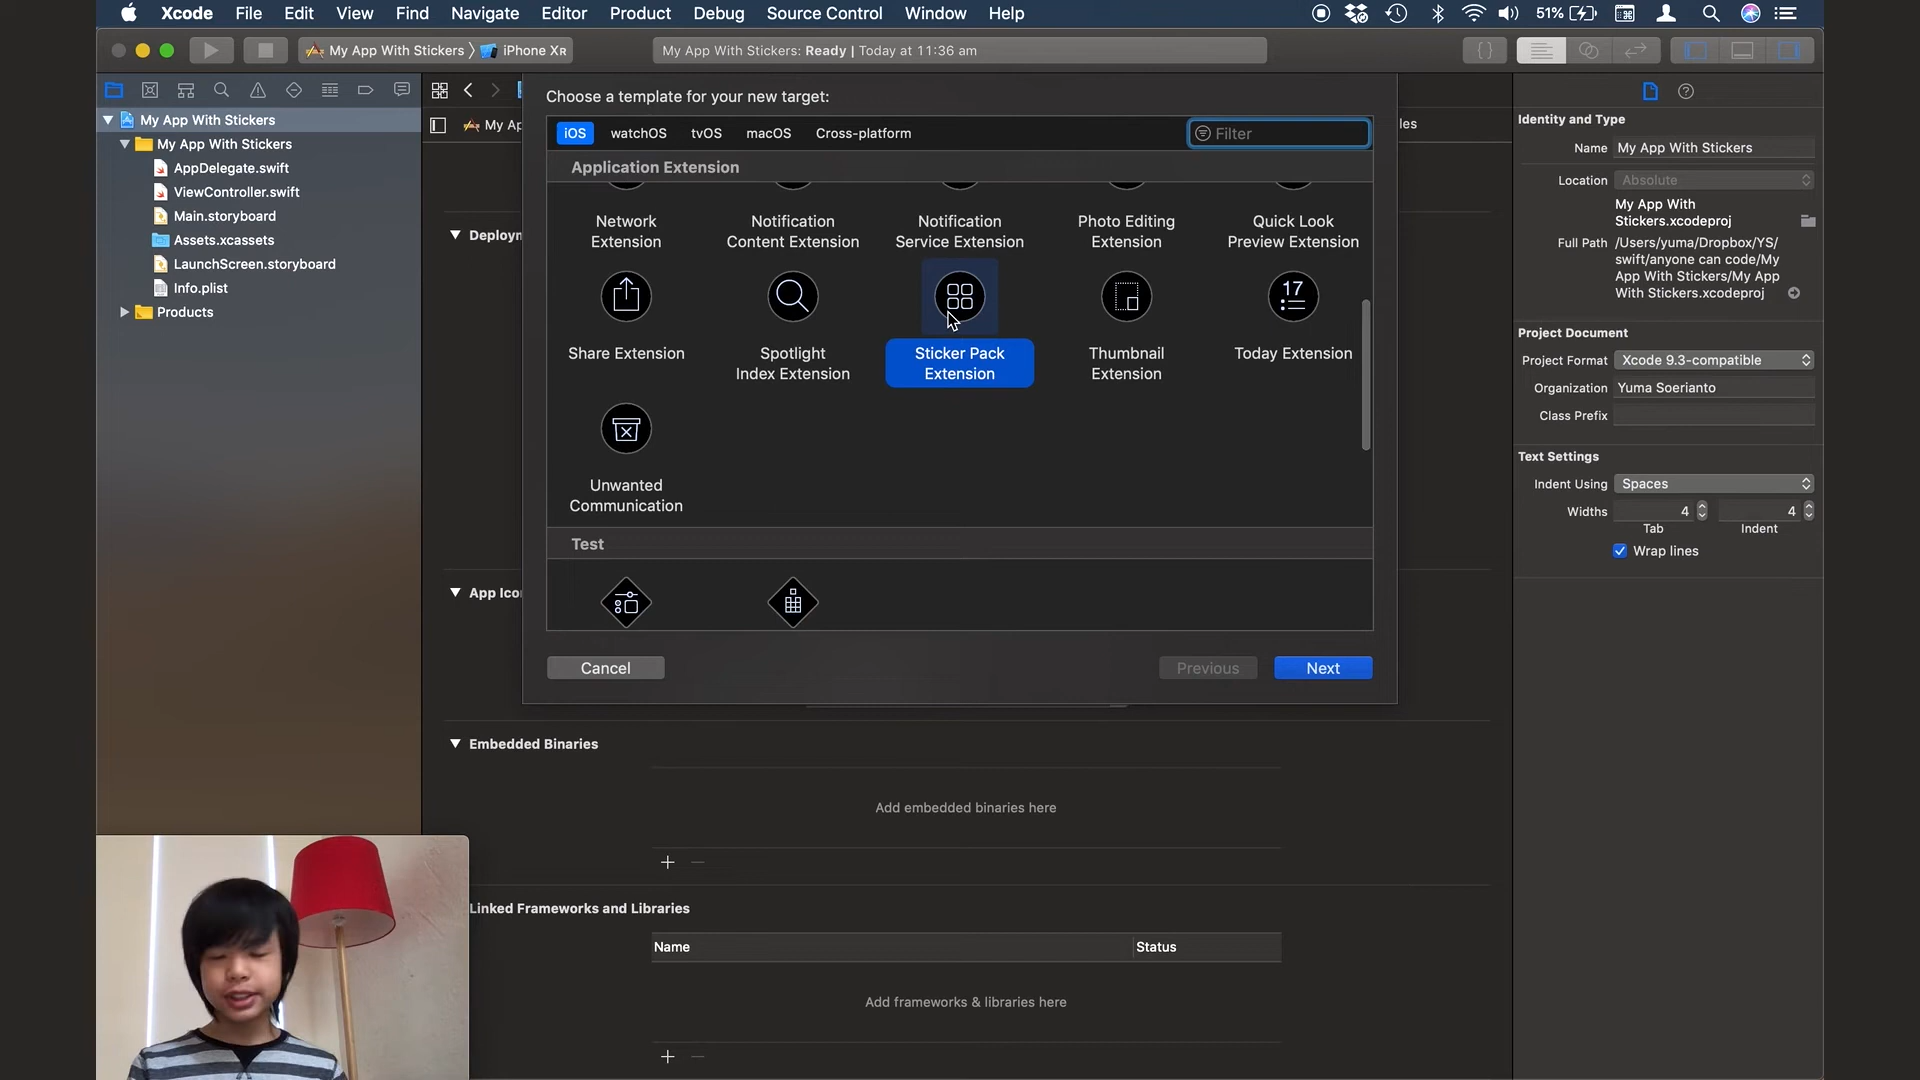 Xcode File Edit View Find Navigate Editor Product Debug Source Control Window Help 51%
My App With Stickers iPhone XR My App With Stickers: Ready | Today at 11:36 am { }
Choose a template for your new target:
iOS watchOS tvOS macOS Cross-platform Filter
Application Extension
Network
Extension
Notification
Content Extension
Notification
Service Extension
Photo Editing
Extension
Quick Look
Preview Extension
Share Extension
Spotlight
Index Extension
Sticker Pack
Extension
Thumbnail
Extension
17
Today Extension
Unwanted
Communication
Test
Cancel Previous Next
My App With Stickers
My App With Stickers
AppDelegate.swift
ViewController.swift
Main.storyboard
Assets.xcassets
LaunchScreen.storyboard
Info.plist
Products
My Ap
les
Deployn
App Ico
Embedded Binaries
Add embedded binaries here
+ −
Linked Frameworks and Libraries
Name Status
Add frameworks & libraries here
+ −
Identity and Type
Name My App With Stickers
Location Absolute
My App With
Stickers.xcodeproj
Full Path /Users/yuma/Dropbox/YS/
swift/anyone can code/My
App With Stickers/My App
With Stickers.xcodeproj
Project Document
Project Format Xcode 9.3-compatible
Organization Yuma Soerianto
Class Prefix
Text Settings
Indent Using Spaces
Widths 4 4
Tab Indent
Wrap lines